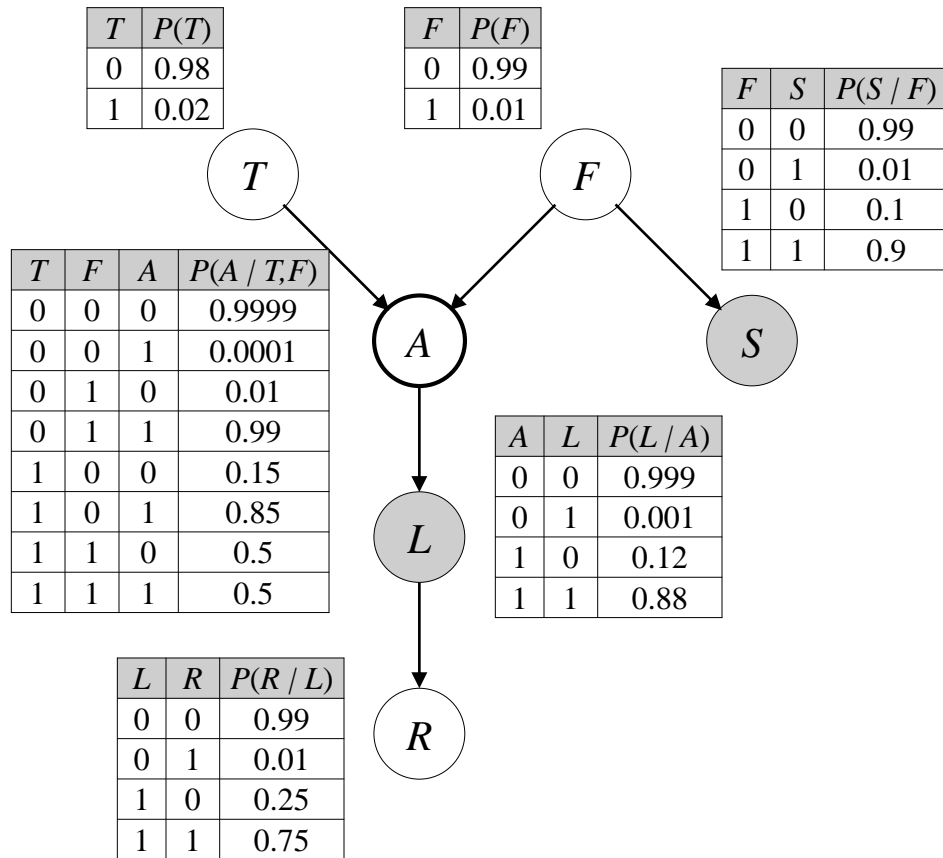 T P(T)
0 0.98
1 0.02
F P(F)
0 0.99
1 0.01
F S P(S / F)
0 0 0.99
0 1 0.01
1 0 0.1
1 1 0.9
T
F
T F A P(A / T,F)
0 0 0 0.9999
0 0 1 0.0001
0 1 0 0.01
0 1 1 0.99
1 0 0 0.15
1 0 1 0.85
1 1 0 0.5
1 1 1 0.5
A
S
A L P(L / A)
0 0 0.999
0 1 0.001
1 0 0.12
1 1 0.88
L
L R P(R / L)
0 0 0.99
0 1 0.01
1 0 0.25
1 1 0.75
R